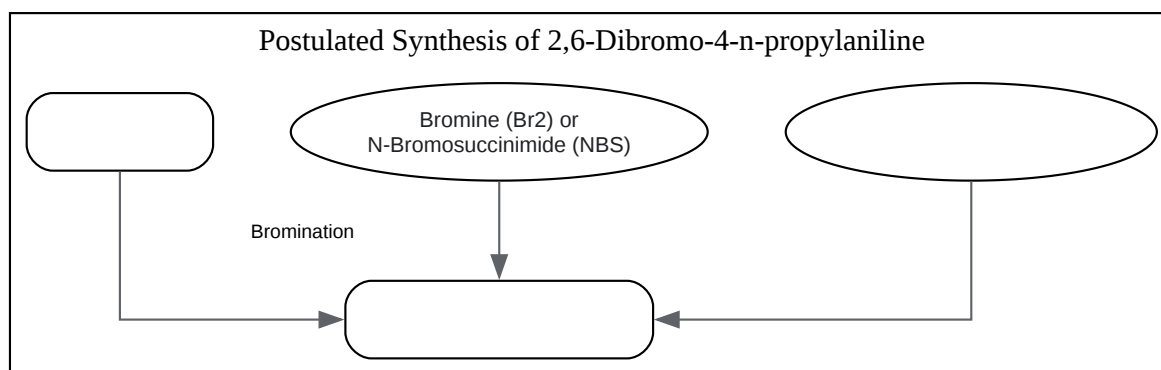 Postulated Synthesis of 2,6-Dibromo-4-n-propylaniline
Bromine (Br2) or
N-Bromosuccinimide (NBS)
Bromination